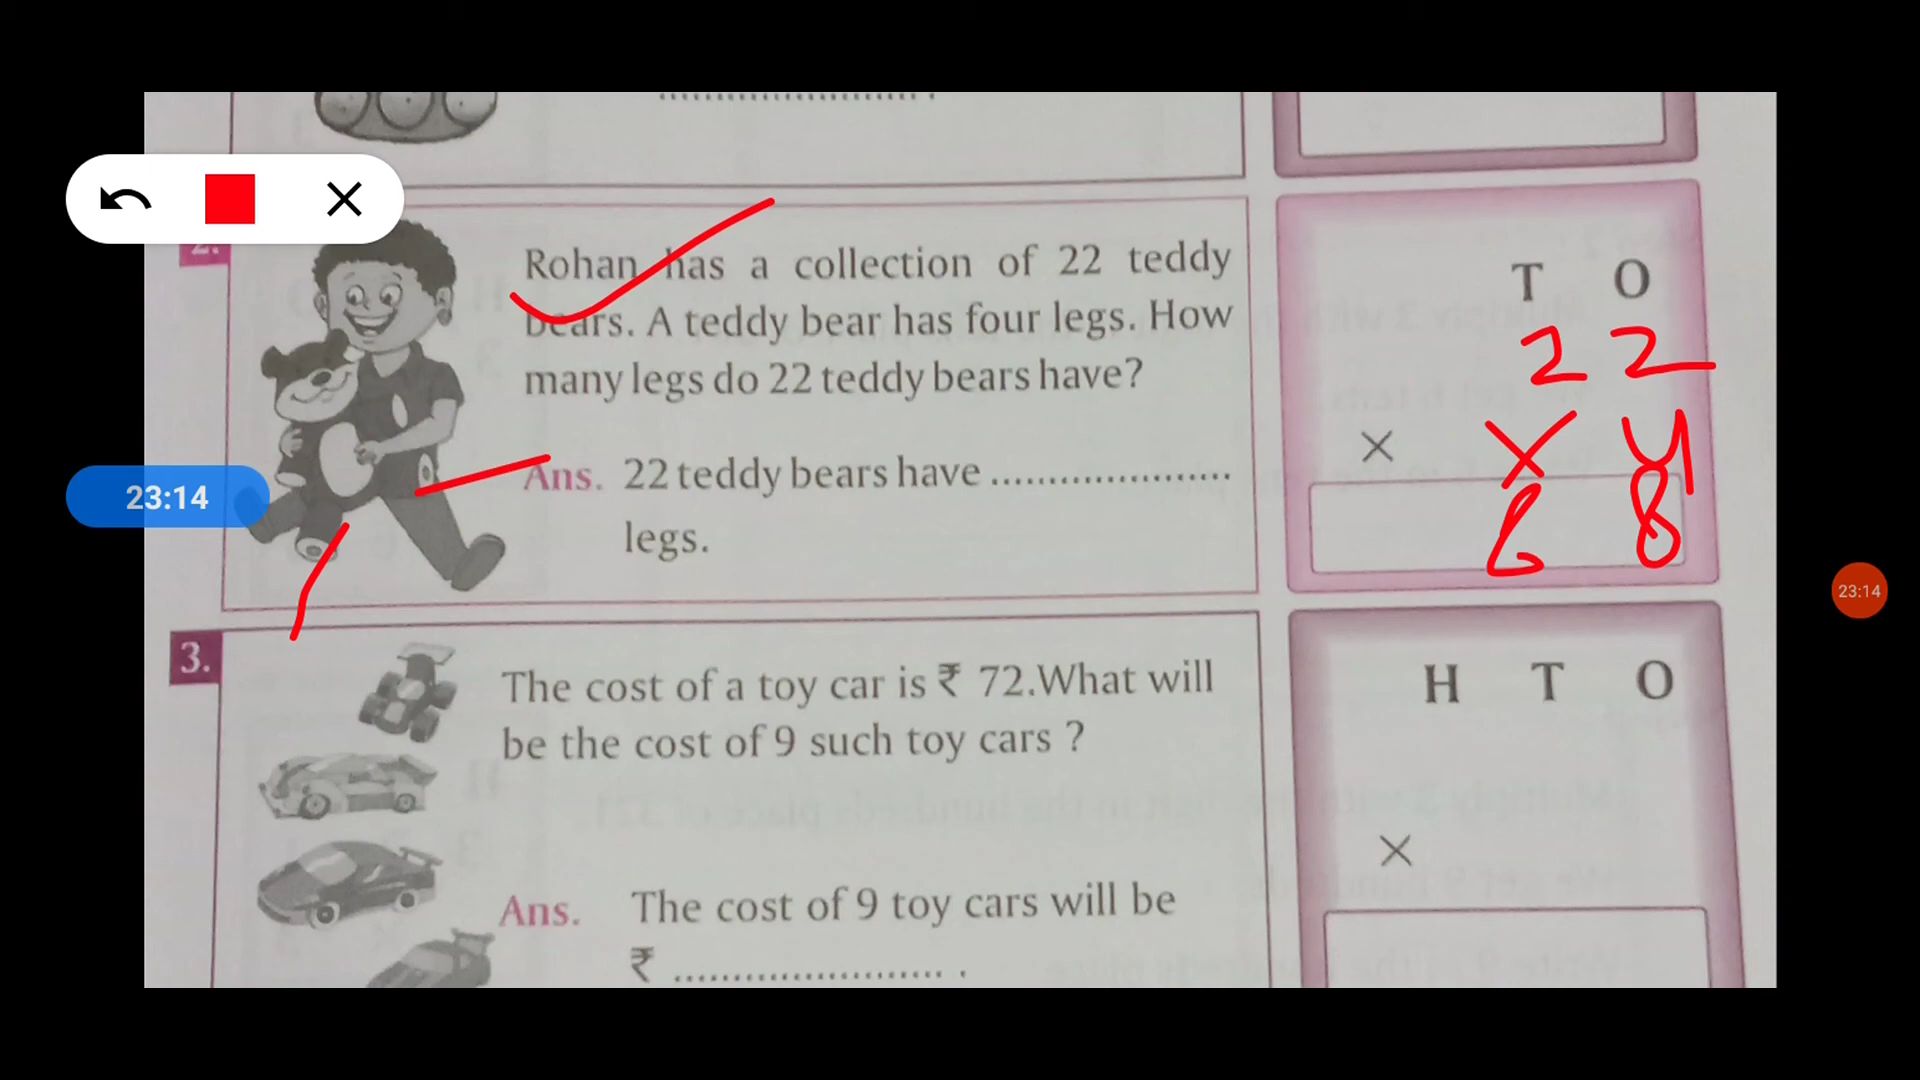 2.
Rohan has a collection of 22 teddy
bears. A teddy bear has four legs. How
many legs do 22 teddy bears have?
Ans. 22 teddy bears have ....................
legs.
T O
2 2
× × 4
8
23:14
23:14
3.
The cost of a toy car is ₹ 72.What will
be the cost of 9 such toy cars ?
Ans. The cost of 9 toy cars will be
₹ ....................... .
H T O
×